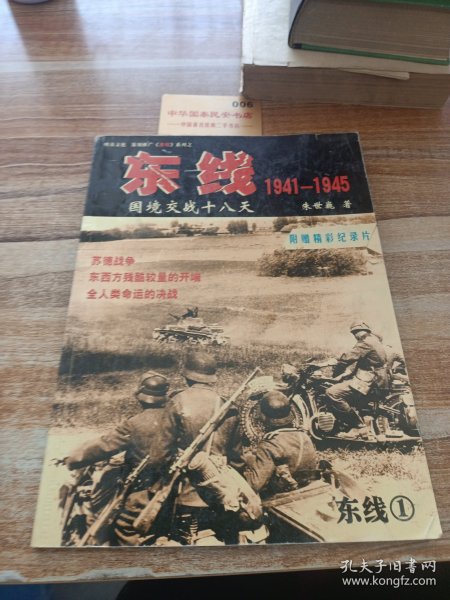 006
中华国泰民安书店
东线
1941—1945
国境交战十八天
朱世巍 著
附赠精彩纪录片
苏德战争
东西方残酷较量的开端
全人类命运的决战
东线①
孔夫子旧书网
www.kongfz.com